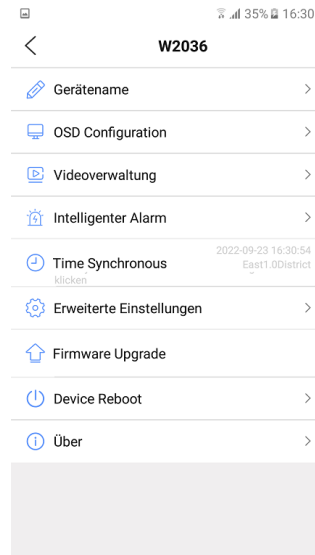 35% 16:30
W2036
Gerätename
OSD Configuration
Videoverwaltung
Intelligenter Alarm
2022-09-23 16:30:54
Time Synchronous East1.0District
klicken
Erweiterte Einstellungen
Firmware Upgrade
Device Reboot
Über